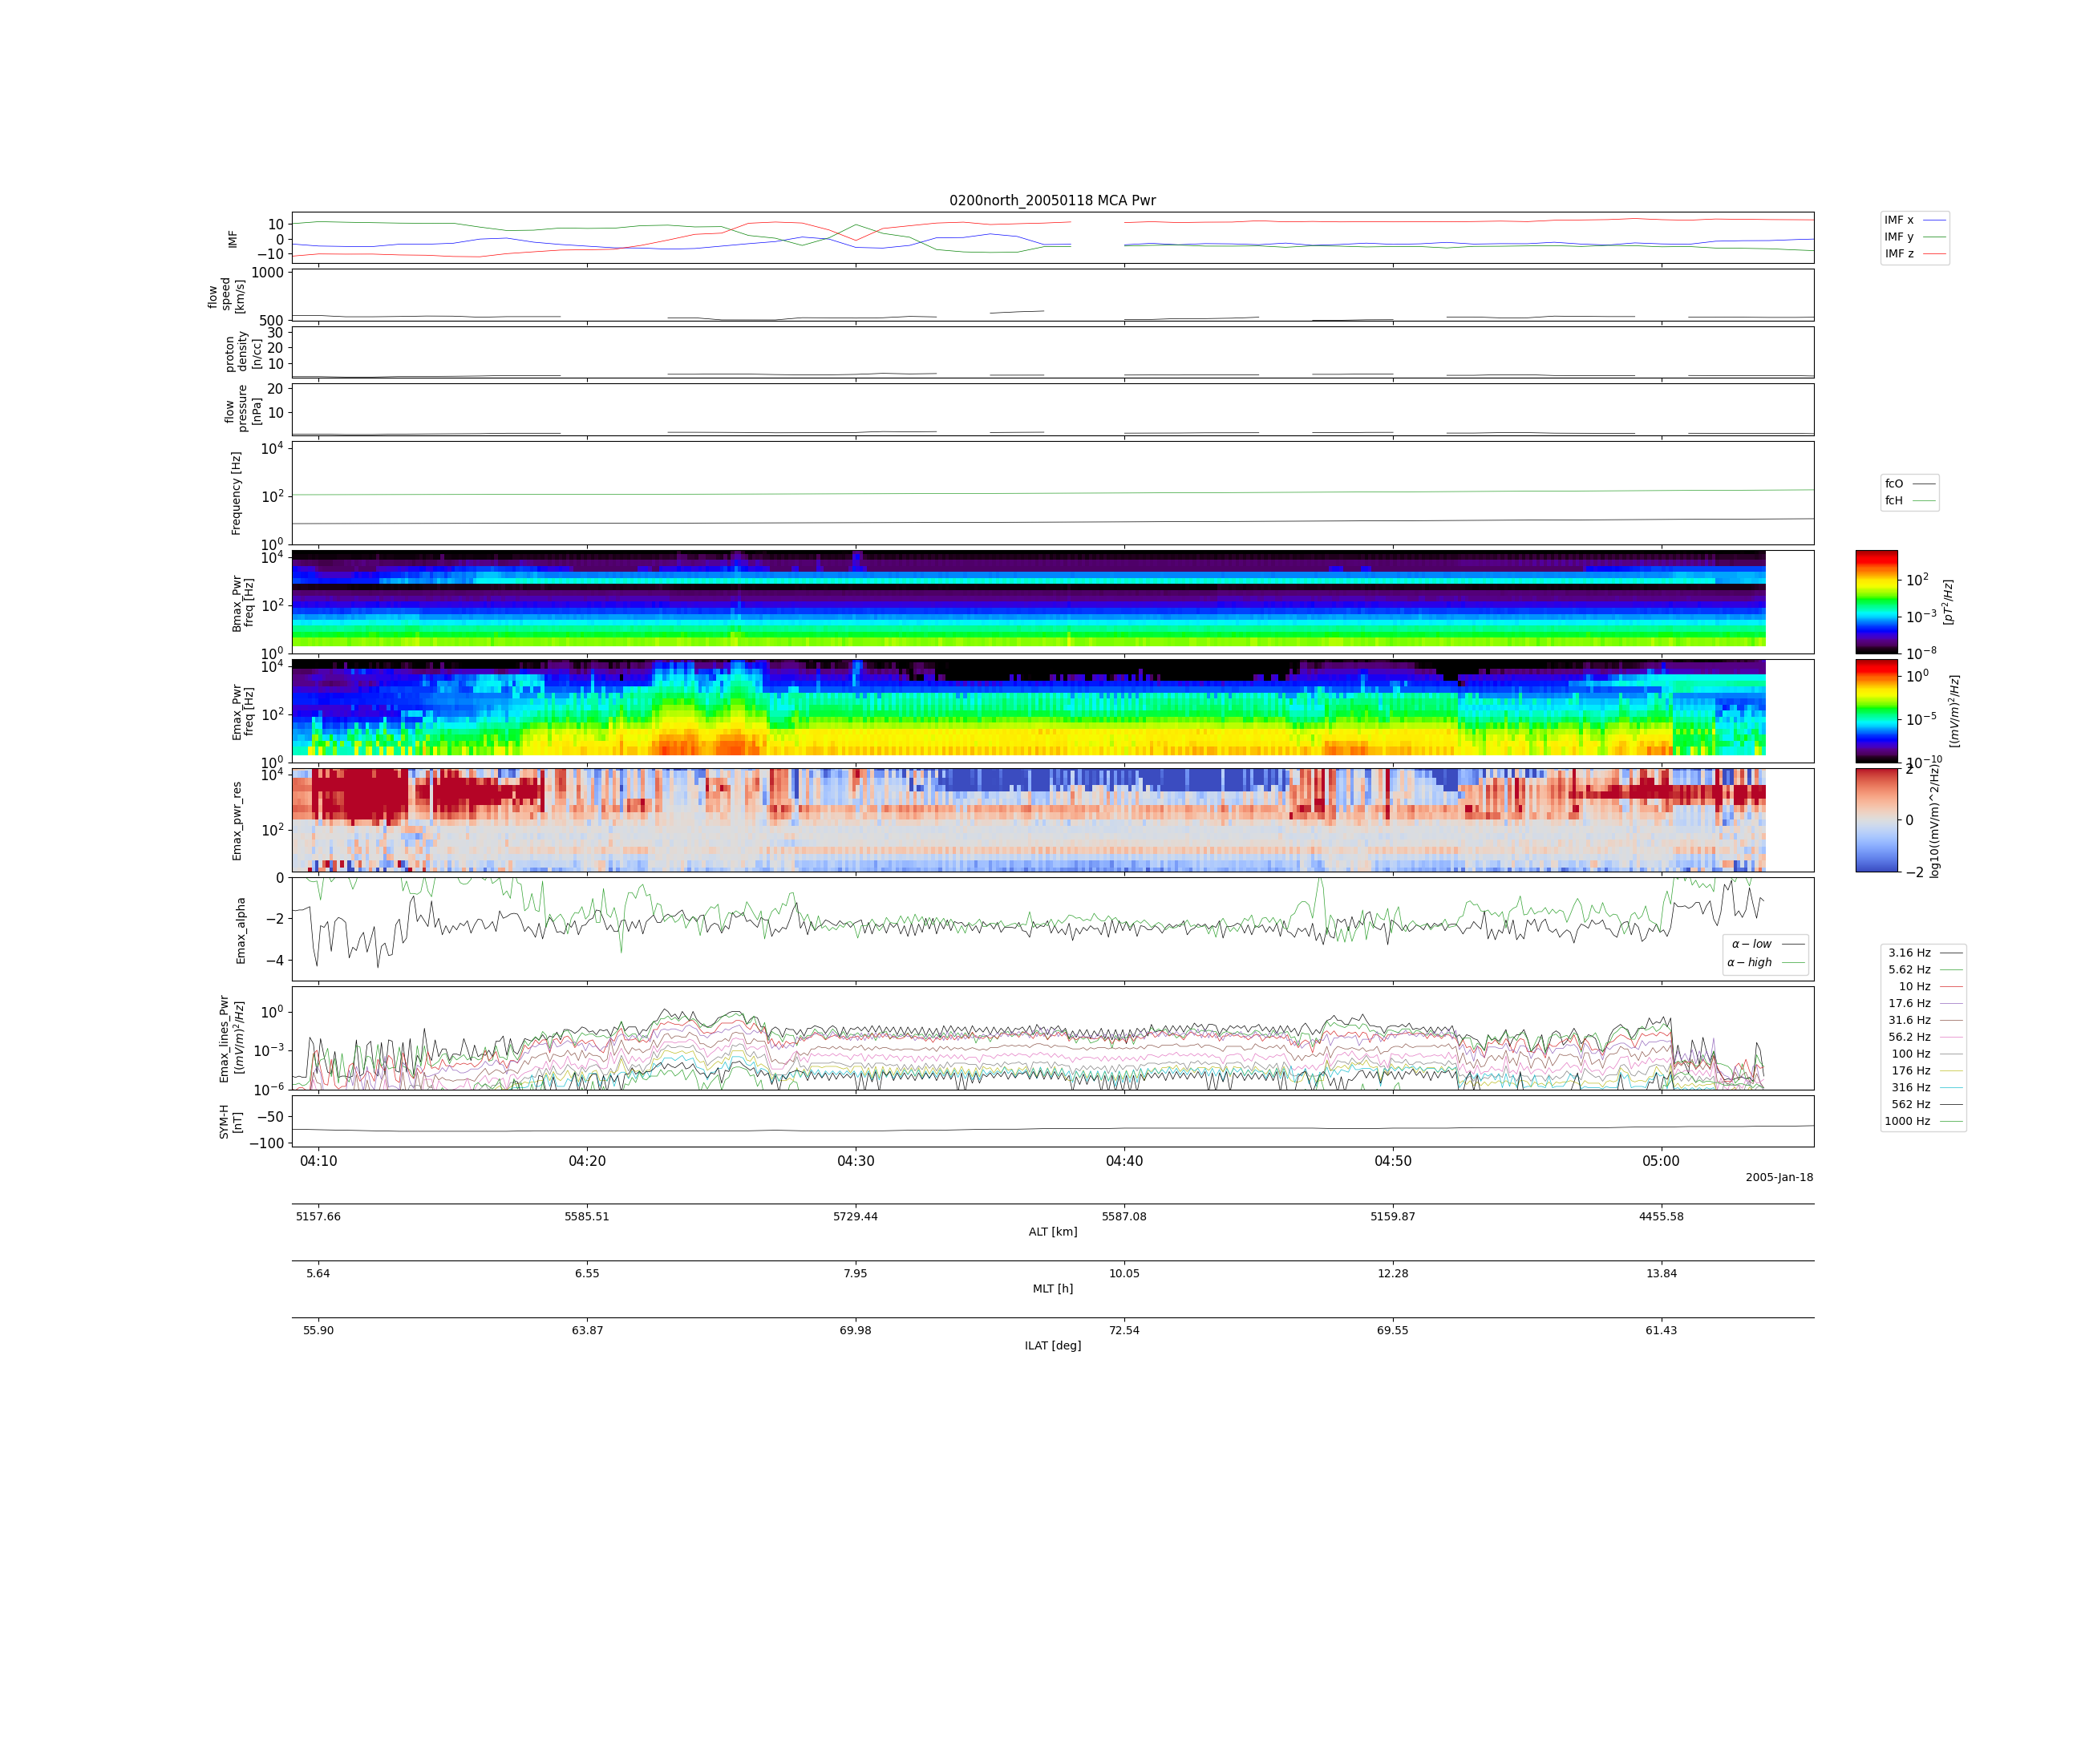 0200north_20050118 MCA Pwr
IMF
10
0
−10
IMF x
IMF y
IMF z
flow
speed
[km/s]
1000
500
proton
density
[n/cc]
30
20
10
flow
pressure
[nPa]
20
10
Frequency [Hz]
10^4
10^2
10^0
fcO
fcH
Bmax_Pwr
freq [Hz]
10^4
10^2
10^0
10^2
10^−3
10^−8
[pT^2/Hz]
Emax_Pwr
freq [Hz]
10^4
10^2
10^0
10^0
10^−5
10^−10
[(mV/m)^2/Hz]
Emax_pwr_res
10^4
10^2
2
0
−2
log10((mV/m)^2/Hz)
Emax_alpha
0
−2
−4
α − low
α − high
Emax_lines_Pwr
[(mV/m)^2/Hz]
10^0
10^−3
10^−6
3.16 Hz
5.62 Hz
10 Hz
17.6 Hz
31.6 Hz
56.2 Hz
100 Hz
176 Hz
316 Hz
562 Hz
1000 Hz
SYM-H
[nT]
−50
−100
04:10 04:20 04:30 04:40 04:50 05:00
2005-Jan-18
5157.66 5585.51 5729.44 5587.08 5159.87 4455.58
ALT [km]
5.64 6.55 7.95 10.05 12.28 13.84
MLT [h]
55.90 63.87 69.98 72.54 69.55 61.43
ILAT [deg]